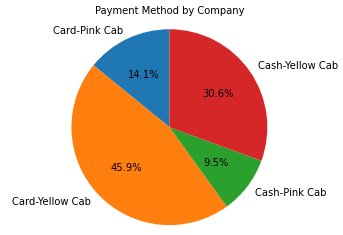 Payment Method by Company
Card-Pink Cab
14.1%
Cash-Yellow Cab
30.6%
45.9%
9.5%
Card-Yellow Cab
Cash-Pink Cab